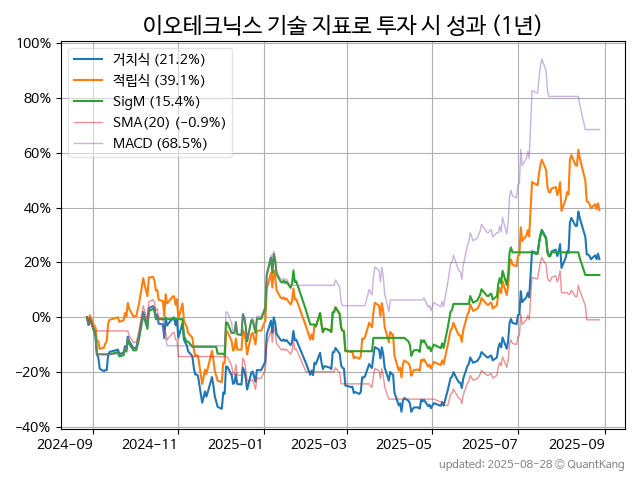 이오테크닉스 기술 지표로 투자 시 성과 (1년)
100%
80%
60%
40%
20%
0%
−20%
−40%
거치식 (21.2%)
적립식 (39.1%)
SigM (15.4%)
SMA(20) (−0.9%)
MACD (68.5%)
2024-09 2024-11 2025-01 2025-03 2025-05 2025-07 2025-09
updated: 2025-08-28 © QuantKang